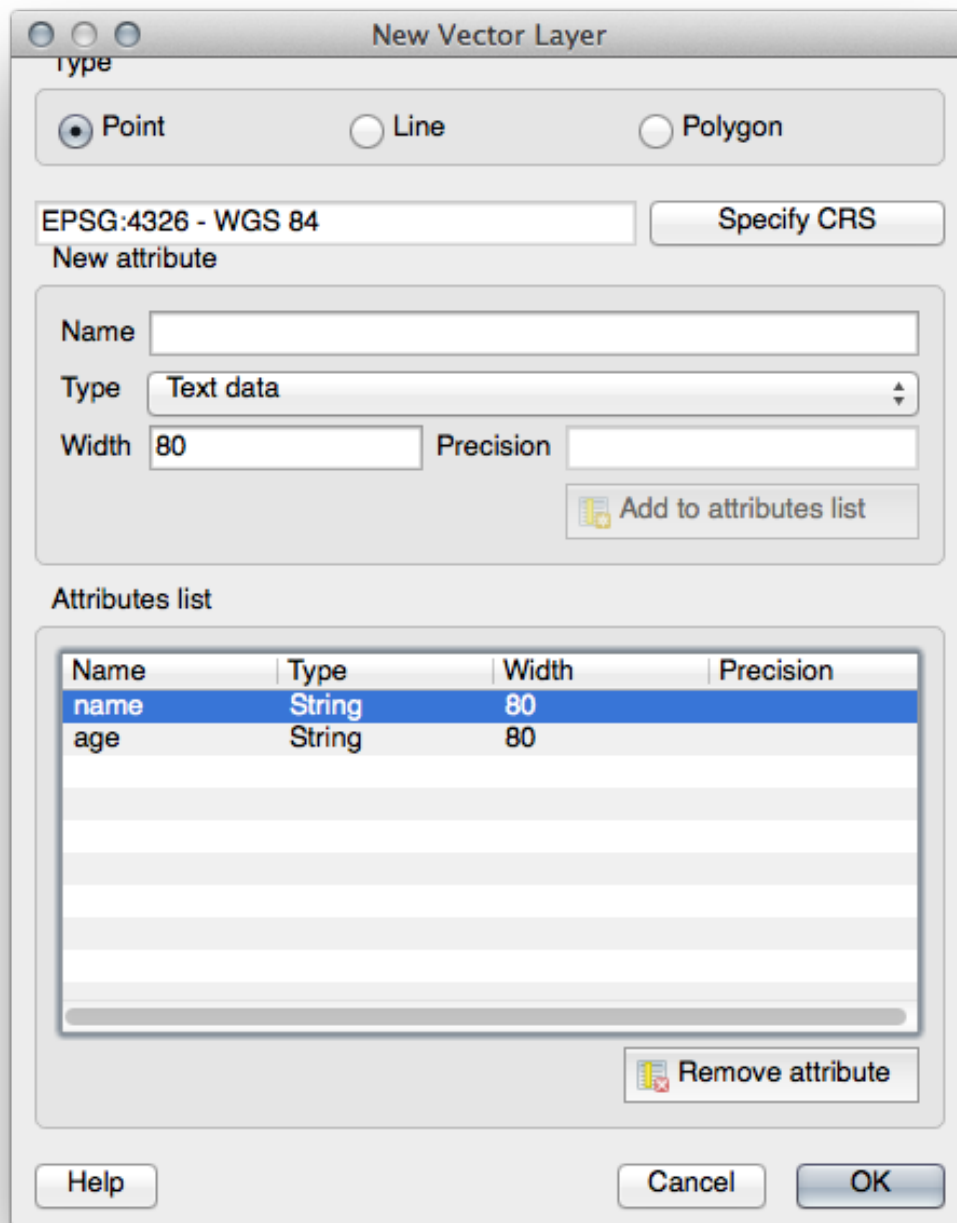 New Vector Layer
Type
Point Line Polygon
EPSG:4326 - WGS 84 Specify CRS
New attribute
Name
Type Text data
Width 80 Precision
Add to attributes list
Attributes list
Name Type Width Precision
name String 80
age String 80
Remove attribute
Help Cancel OK